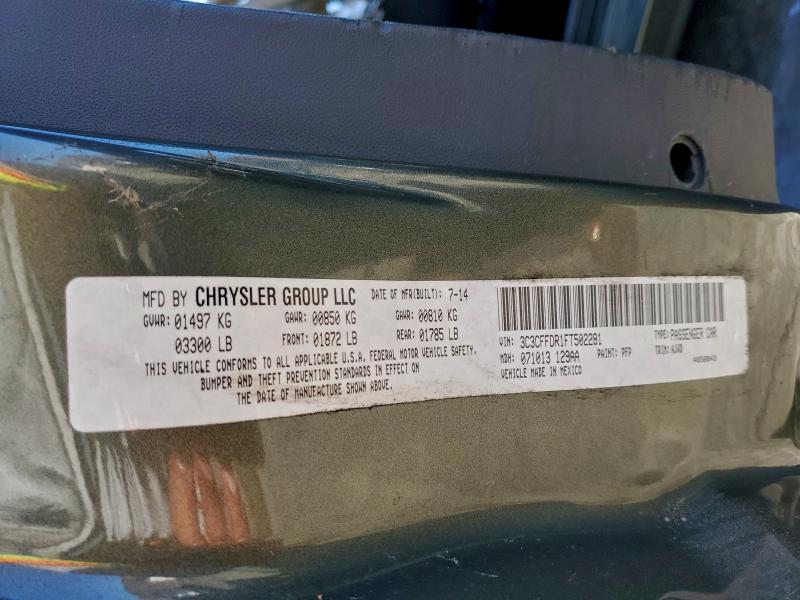 MFD BY CHRYSLER GROUP LLC DATE OF MFR(BUILT): 7-14
GVWR: 01497 KG GAWR: 00850 KG GAWR: 00810 KG
03300 LB FRONT: 01872 LB REAR: 01785 LB
THIS VEHICLE CONFORMS TO ALL APPLICABLE U.S.A. FEDERAL MOTOR VEHICLE SAFETY,
BUMPER AND THEFT PREVENTION STANDARDS IN EFFECT ON
THE DATE OF MANUFACTURE SHOWN ABOVE.
VIN: 3C3CFFDR1FT502281 TYPE: PASSENGER CAR
MDH: 071013 129AA PAINT: PFP TRIM:
VEHICLE MADE IN MEXICO